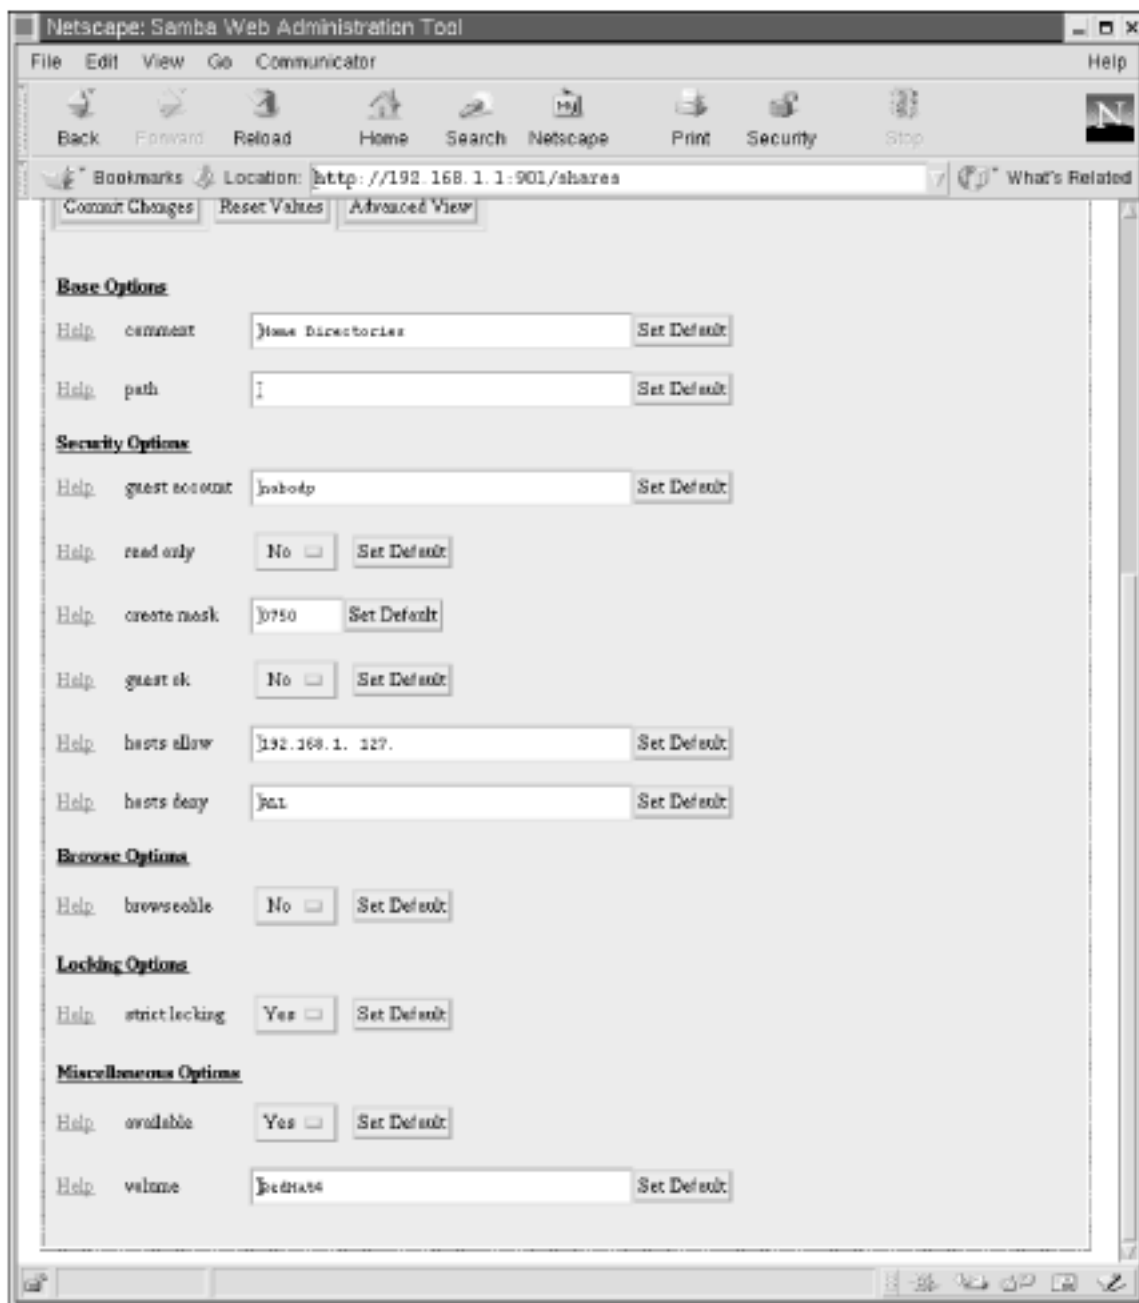 Netscape: Samba Web Administration Tool
File Edit View Go Communicator Help
Back Forward Reload Home Search Netscape Print Security Stop
My
N
Bookmarks Location: http://192.168.1.1:901/shares What's Related
Commit Changes Reset Values Advanced View
Base Options
Help comment Home Directories Set Default
Help path Set Default
Security Options
Help guest account nobody Set Default
Help read only No Set Default
Help create mask 0750 Set Default
Help guest ok No Set Default
Help hosts allow 192.168.1. 127. Set Default
Help hosts deny ALL Set Default
Browse Options
Help browseable No Set Default
Locking Options
Help strict locking Yes Set Default
Miscellaneous Options
Help available Yes Set Default
Help volume Set Default